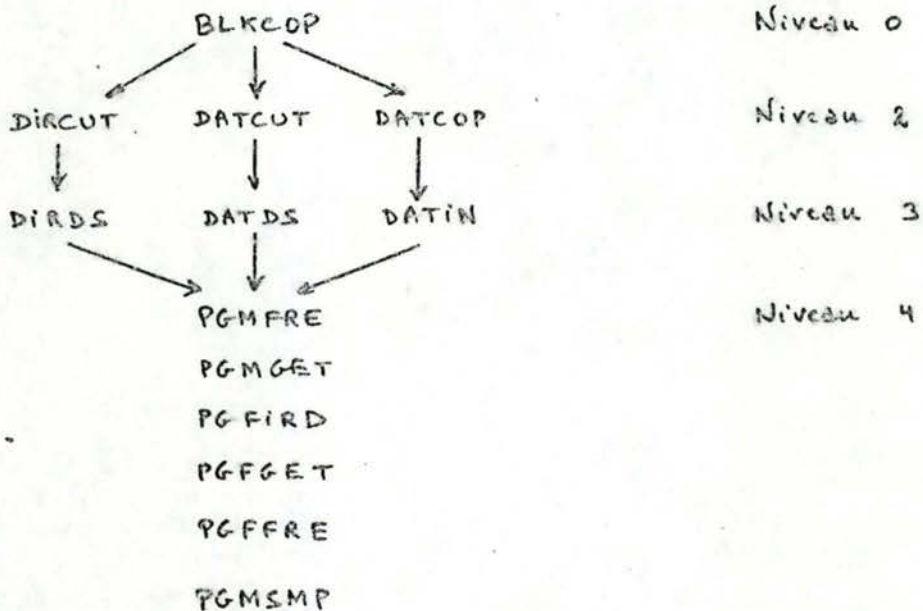 BLKCOP Niveau 0
DiRCUT DATCUT DATCOP Niveau 2
DiRDS DATDS DATiN Niveau 3
PGMFRE Niveau 4
PGMGET
PGFiRD
PGFGET
PGFFRE
PGMSMP